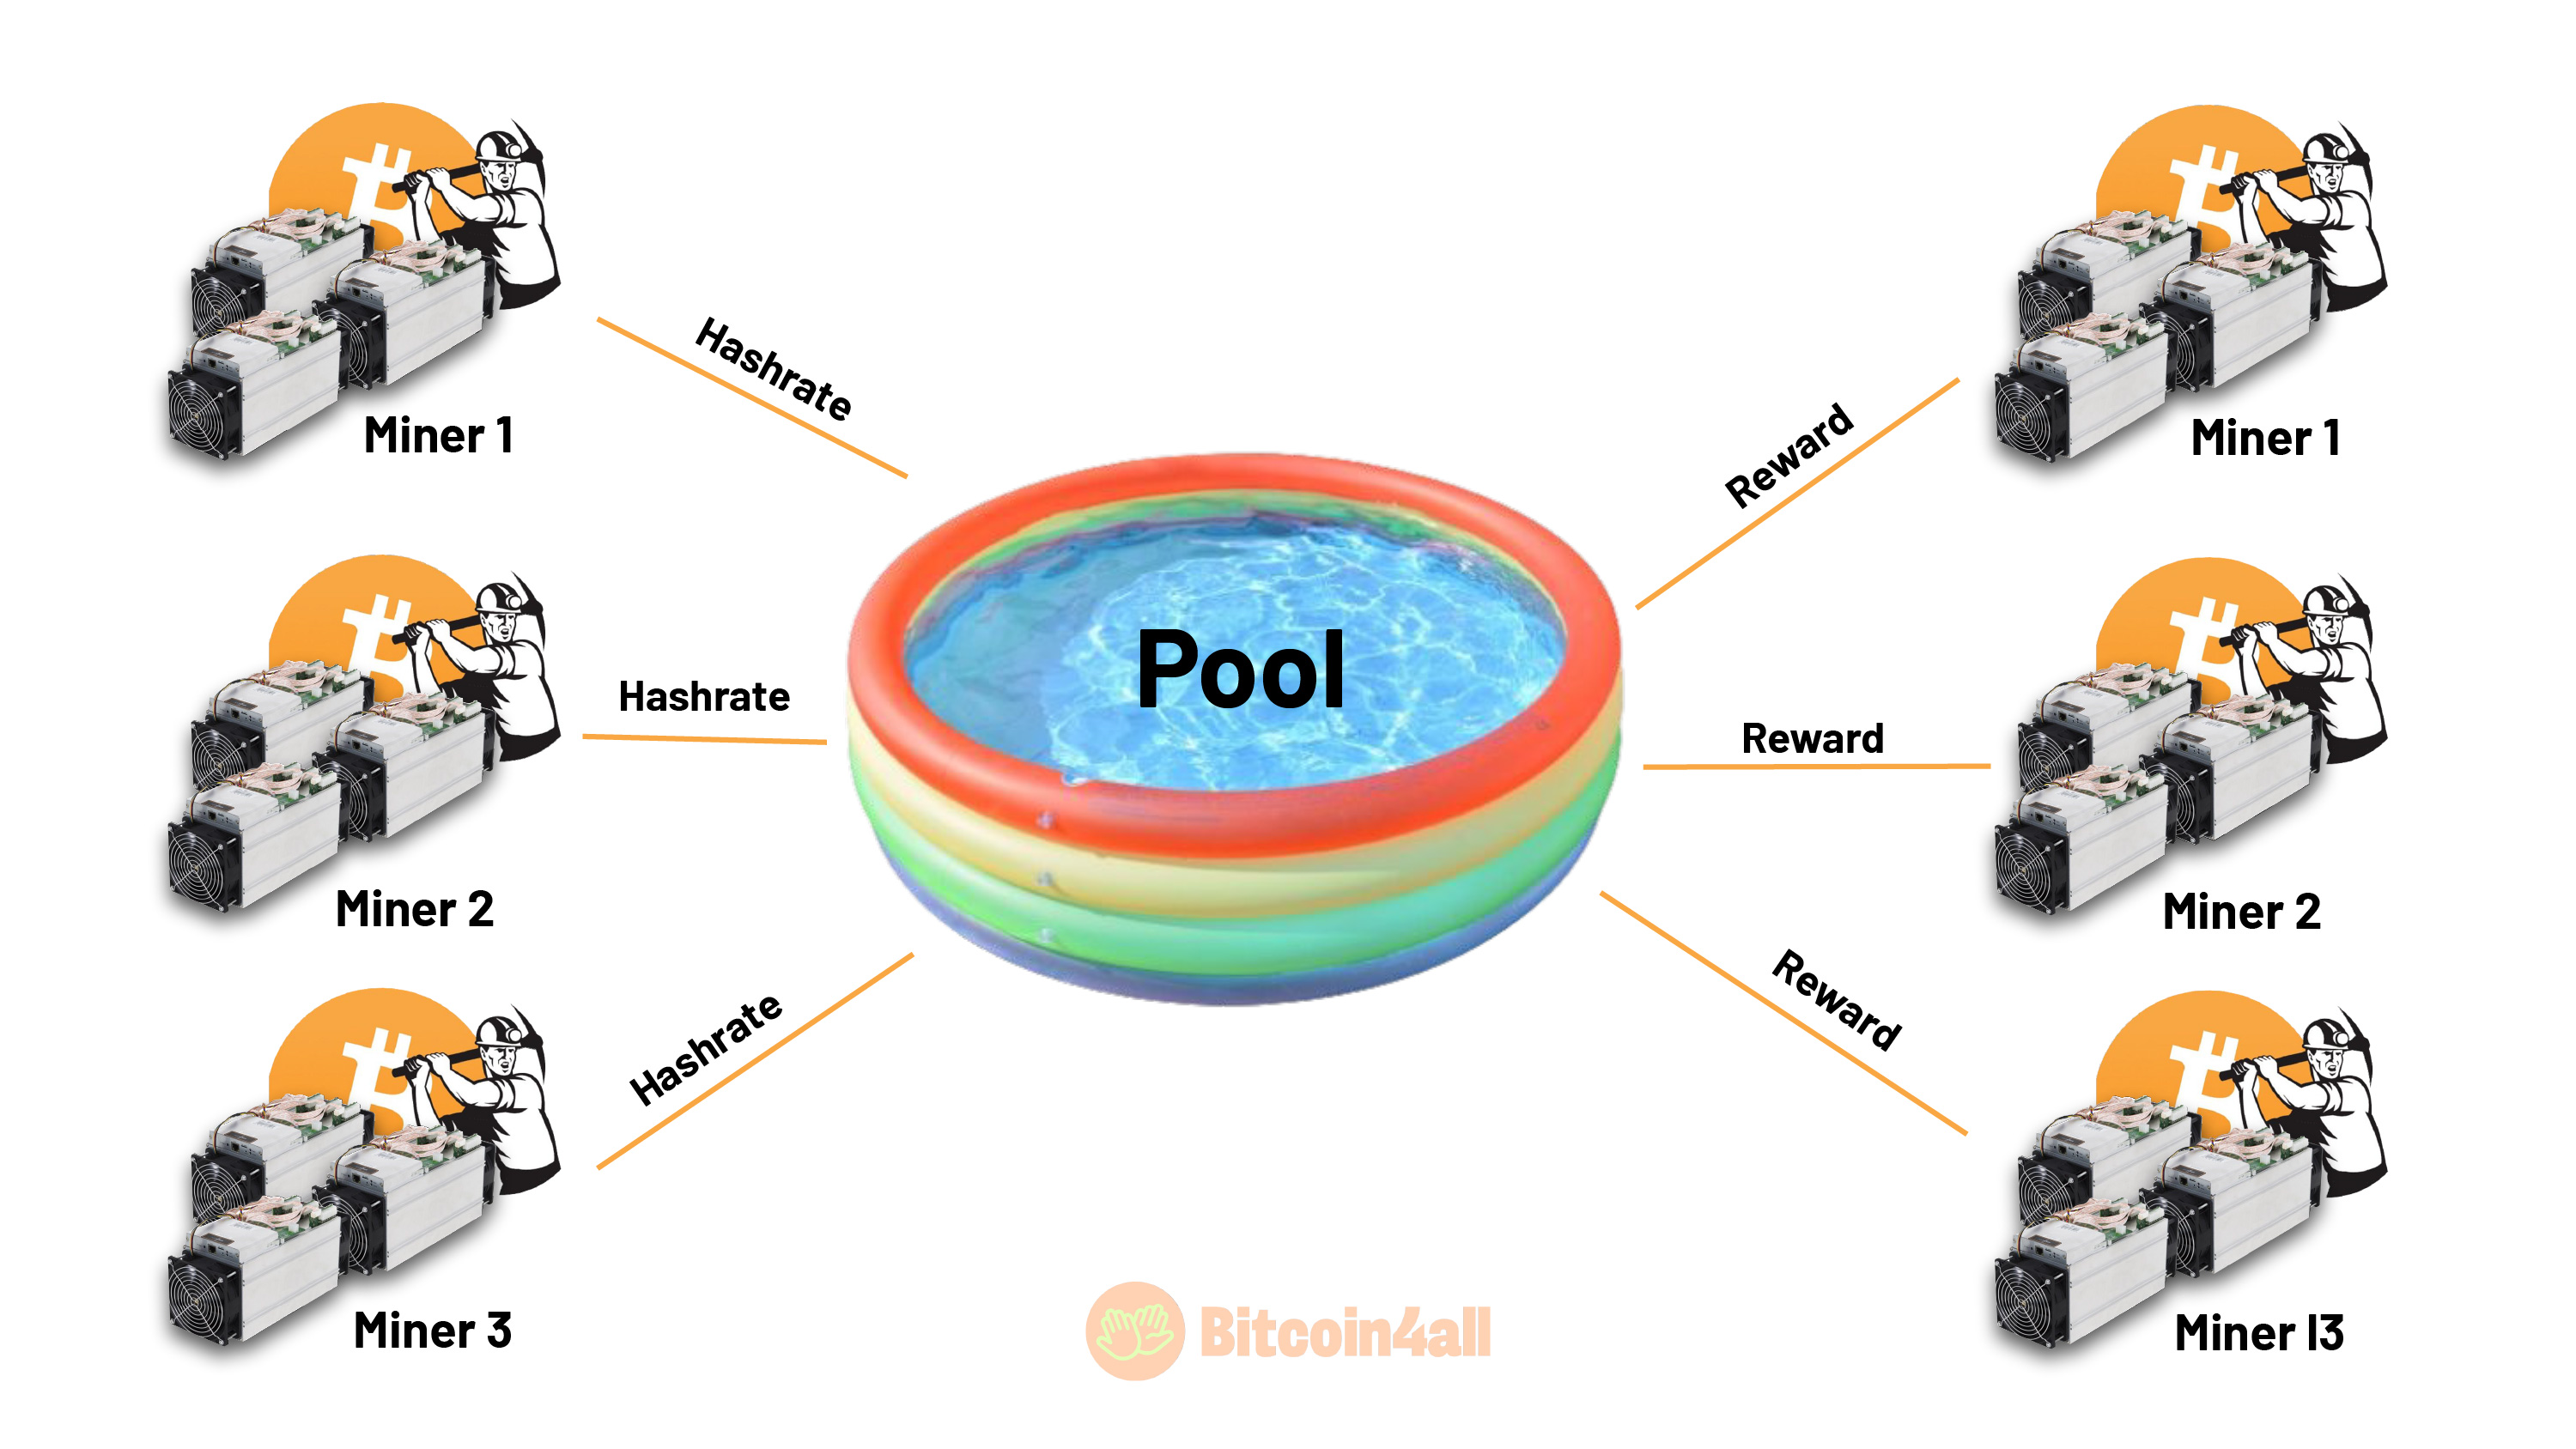 Miner 1
Hashrate
Reward
Miner 1
Pool
Hashrate
Reward
Miner 2
Miner 2
Hashrate
Reward
Miner 3
Miner l3
Bitcoin4all